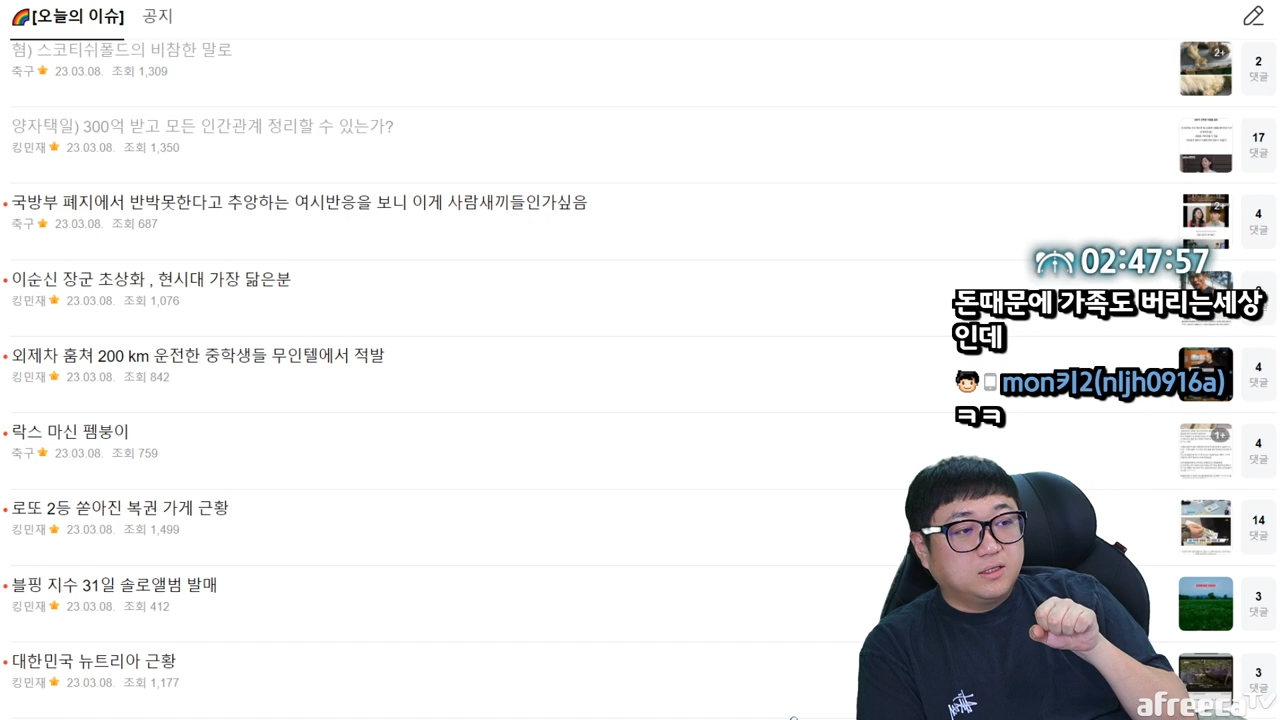 🌈[오늘의 이슈] 공지
혐) 스코티쉬폴드의 비참한 말로
축구 23.03.08. 조회 1,309
2+
2
댓글
양자택일) 300억 받고 모든 인간관계 정리할 수 있는가?
킹민재 23.03.08. 조회 1,350
17
댓글
국방부 폐지에서 반박못한다고 추앙하는 여시반응을 보니 이게 사람새끼들인가싶음
축구 23.03.08. 조회 687
2+
4
댓글
02:47:57
이순신 장군 초상화 , 현시대 가장 닮은분
킹민재 23.03.08. 조회 1,076
돈때문에 가족도 버리는세상
인데
외제차 훔쳐 200 km 운전한 중학생들 무인텔에서 적발
킹민재 23.03.08. 조회 842
4
댓글
mon키2(nljh0916a)
ㅋㅋ
락스 마신 펨붕이
축구 23.03.08. 조회 759
4
댓글
로또 2등 쏟아진 복권 가게 근황
킹민재 23.03.08. 조회 1,499
14
댓글
블핑 지수 31일 솔로앨범 발매
킹민재 23.03.08. 조회 412
3
댓글
대한민국 뉴트리아 근황
킹민재 23.03.08. 조회 1,177
3
댓글
afreecaTV